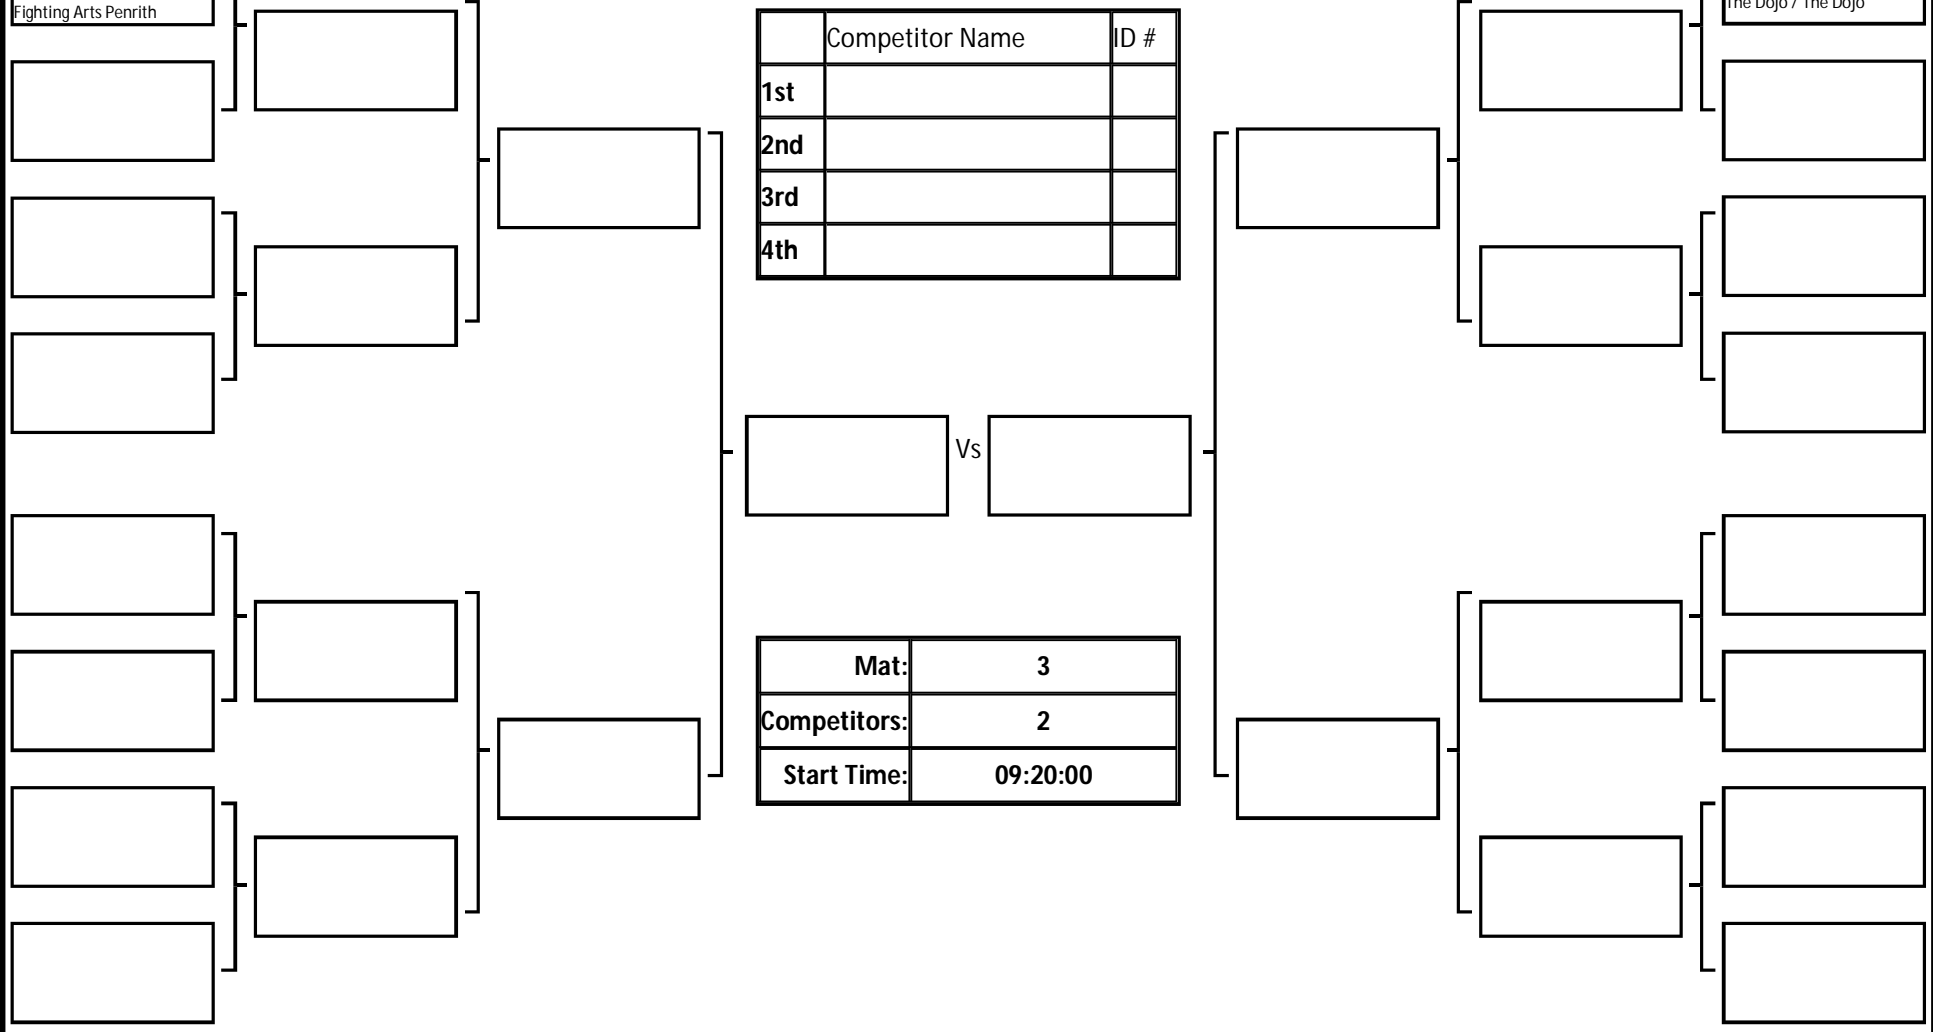 Fighting Arts Penrith
The Dojo / The Dojo
Competitor Name ID #
1st
2nd
3rd
4th
Vs
Mat: 3
Competitors: 2
Start Time: 09:20:00